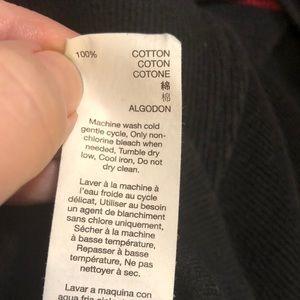 100% COTTON
COTON
COTONE
綿
棉
ALGODON
Machine wash cold
gentle cycle, Only non-
chlorine bleach when
needed, Tumble dry
low, Cool iron, Do not
dry clean.
Laver à la machine à
l'eau froide au cycle
délicat, Utiliser au besoin
un agent de blanchiment
sans chlore uniquement,
Sécher à la machine
à basse température,
Repasser à basse
température, Ne pas
nettoyer à sec.
Lavar a maquina con
agua fria